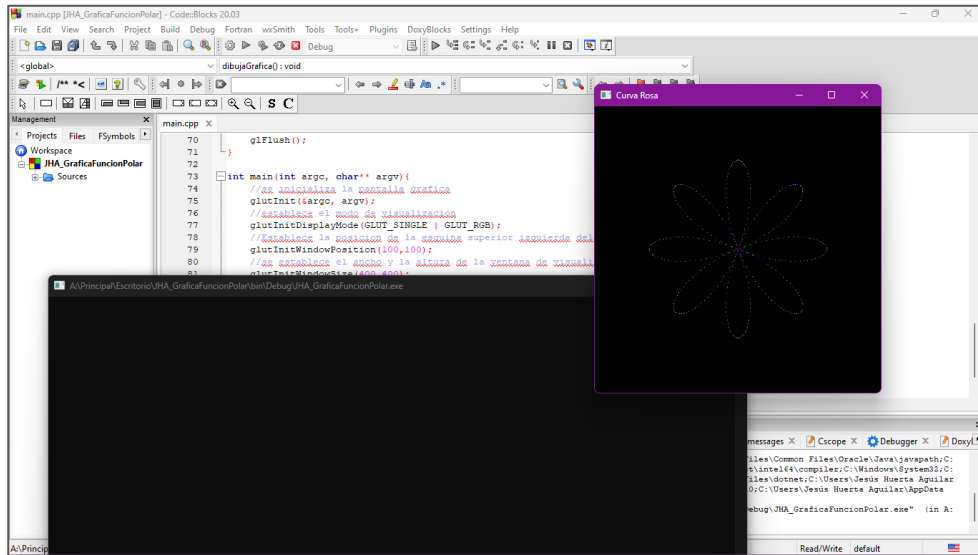 main.cpp [JHA_GraficaFuncionPolar] - Code::Blocks 20.03
File Edit View Search Project Build Debug Fortran wxSmith Tools Tools+ Plugins DoxyBlocks Settings Help
Debug
<global>
dibujaGrafica() : void
/** *<
.*
S C
Management
Projects Files FSymbols
Workspace
JHA_GraficaFuncionPolar
Sources
main.cpp X
70 glFlush();
71 }
72
73 int main(int argc, char** argv){
74 //se inicializa la pantalla grafica
75 glutInit(&argc, argv);
76 //establece el modo de visualizacion
77 glutInitDisplayMode(GLUT_SINGLE | GLUT_RGB);
78 //Establece la posicion de la esquina superior izquierda del
79 glutInitWindowPosition(100,100);
80 //se establece el ancho y la altura de la ventana de visuali
81 glutInitWindowSize(400,400);
Curva Rosa
A:\Principal\Escritorio\JHA_GraficaFuncionPolar\bin\Debug\JHA_GraficaFuncionPolar.exe
messages X Cscope X Debugger X Doxyl
Files\Common Files\Oracle\Java\javapath;C:
st\intel64\compiler;C:\Windows\System32;C:
Files\dotnet;C:\Users\Jesús Huerta Aguilar
.0;C:\Users\Jesús Huerta Aguilar\AppData
ebug\JHA_GraficaFuncionPolar.exe" (in A:
A:\Princip
Read/Write default